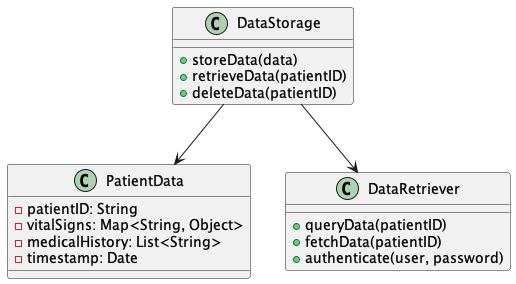 C DataStorage
storeData(data)
retrieveData(patientID)
deleteData(patientID)
C PatientData
patientID: String
vitalSigns: Map<String, Object>
medicalHistory: List<String>
timestamp: Date
C DataRetriever
queryData(patientID)
fetchData(patientID)
authenticate(user, password)